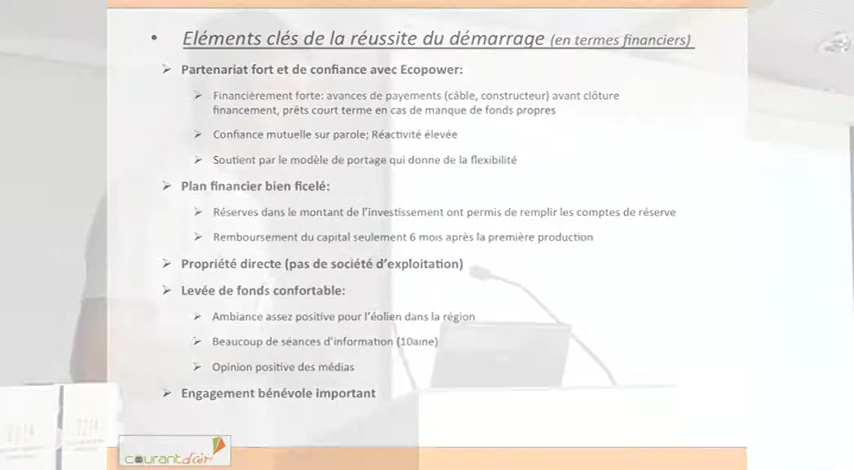 • Eléments clés de la réussite du démarrage (en termes financiers)
Partenariat fort et de confiance avec Ecopower:
Financièrement forte: avances de payements (câble, constructeur) avant clôture
financement, prêts court terme en cas de manque de fonds propres
Confiance mutuelle sur parole; Réactivité élevée
Soutient par le modèle de portage qui donne de la flexibilité
Plan financier bien ficelé:
Réserves dans le montant de l'investissement ont permis de remplir les comptes de réserve
Remboursement du capital seulement 6 mois après la première production
Propriété directe (pas de société d'exploitation)
Levée de fonds confortable:
Ambiance assez positive pour l'éolien dans la région
Beaucoup de séances d'information (10aine)
Opinion positive des médias
Engagement bénévole important
courantd'air